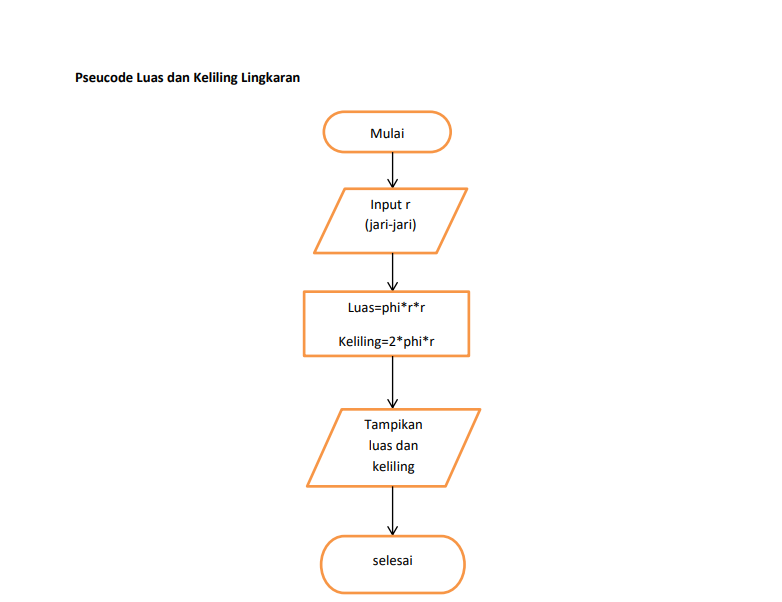 Pseucode Luas dan Keliling Lingkaran
Mulai
Input r
(jari-jari)
Luas=phi*r*r
Keliling=2*phi*r
Tampikan
luas dan
keliling
selesai